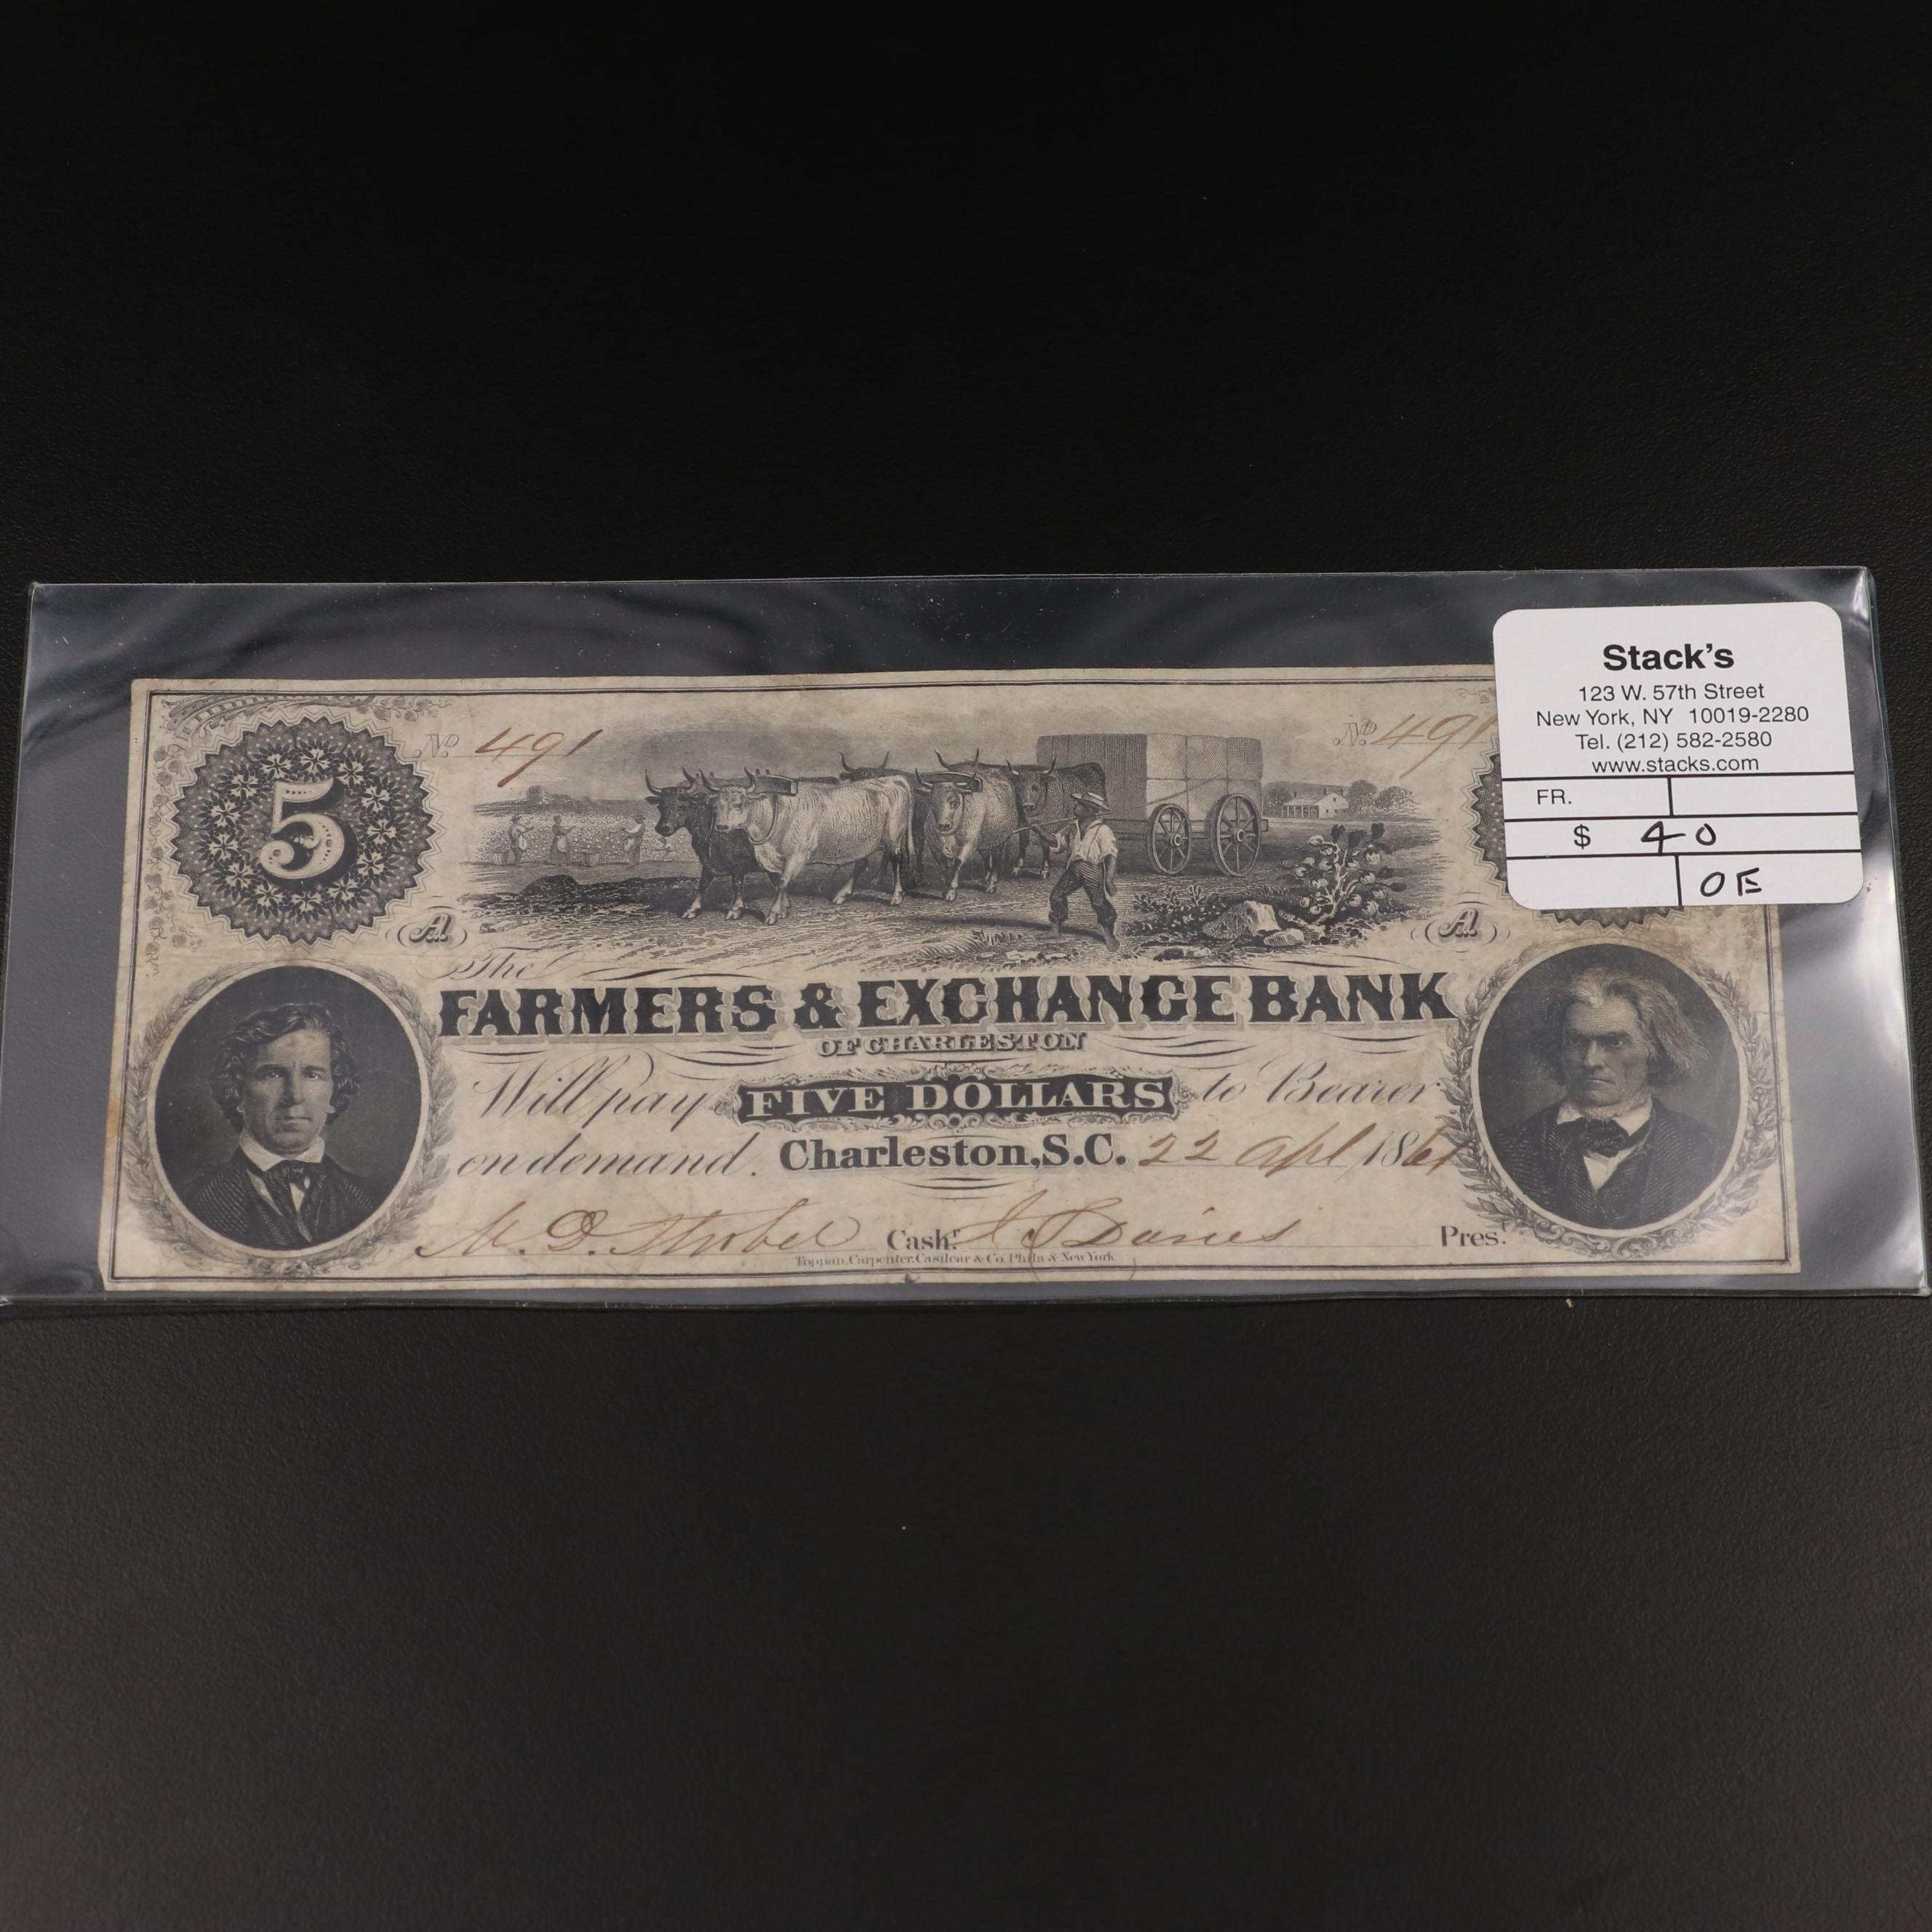 Stack's
123 W. 57th Street
New York, NY 10019-2280
Tel. (212) 582-2580
www.stacks.com
FR.
$ 40
OE
5
No. 491
No. 491
A
A
The
FARMERS & EXCHANGE BANK
OF CHARLESTON
Will pay FIVE DOLLARS to Bearer
on demand. Charleston, S.C. 22 Apl 1861
Cashr.
Pres.t
Toppan, Carpenter, Casilear & Co. Phila & New York